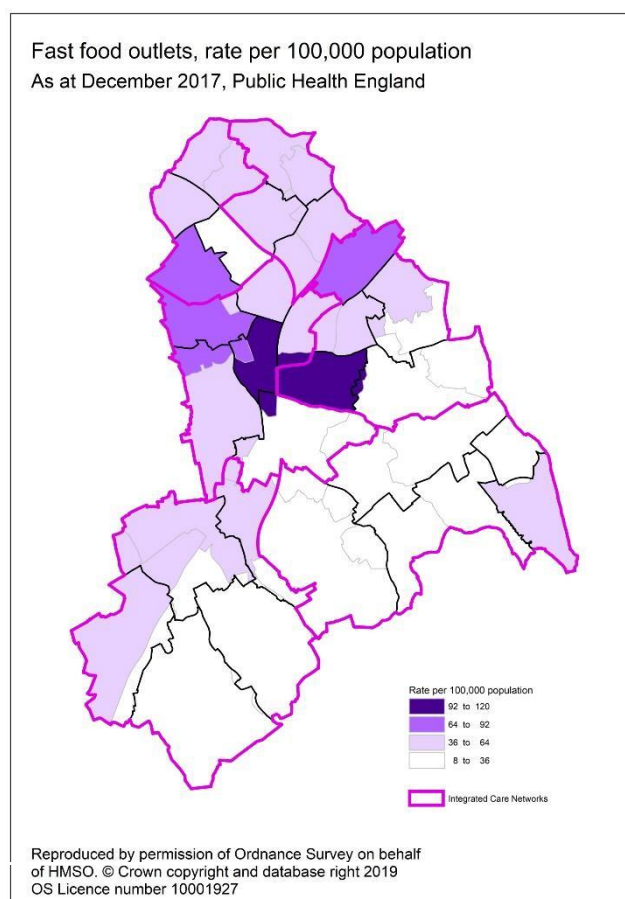 Fast food outlets, rate per 100,000 population
As at December 2017, Public Health England
Rate per 100,000 population
92 to 120
64 to 92
36 to 64
8 to 36
Integrated Care Networks
Reproduced by permission of Ordnance Survey on behalf
of HMSO. © Crown copyright and database right 2019
OS Licence number 10001927